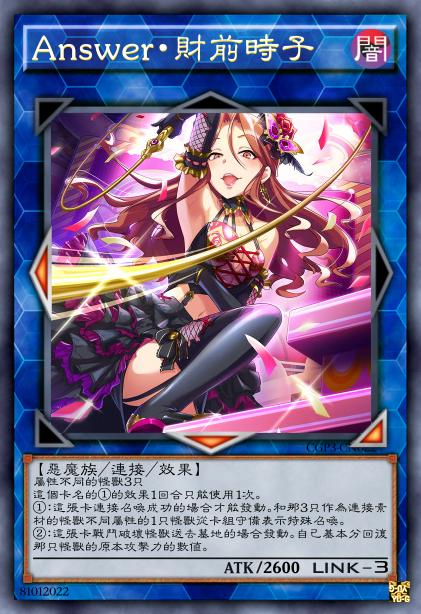 Answer・財前時子
闇
CGP3-CN022
【惡魔族/連接/效果】
屬性不同的怪獸3只
這個卡名的①的效果1回合只能使用1次。
①：這張卡連接召喚成功的場合才能發動。和那3只作為連接素
材的怪獸不同屬性的1只怪獸從卡組守備表示特殊召喚。
②：這張卡戰鬥破壞怪獸送去墓地的場合發動。自己基本分回復
那只怪獸的原本攻擊力的數值。
ATK/2600 LINK-3
81012022